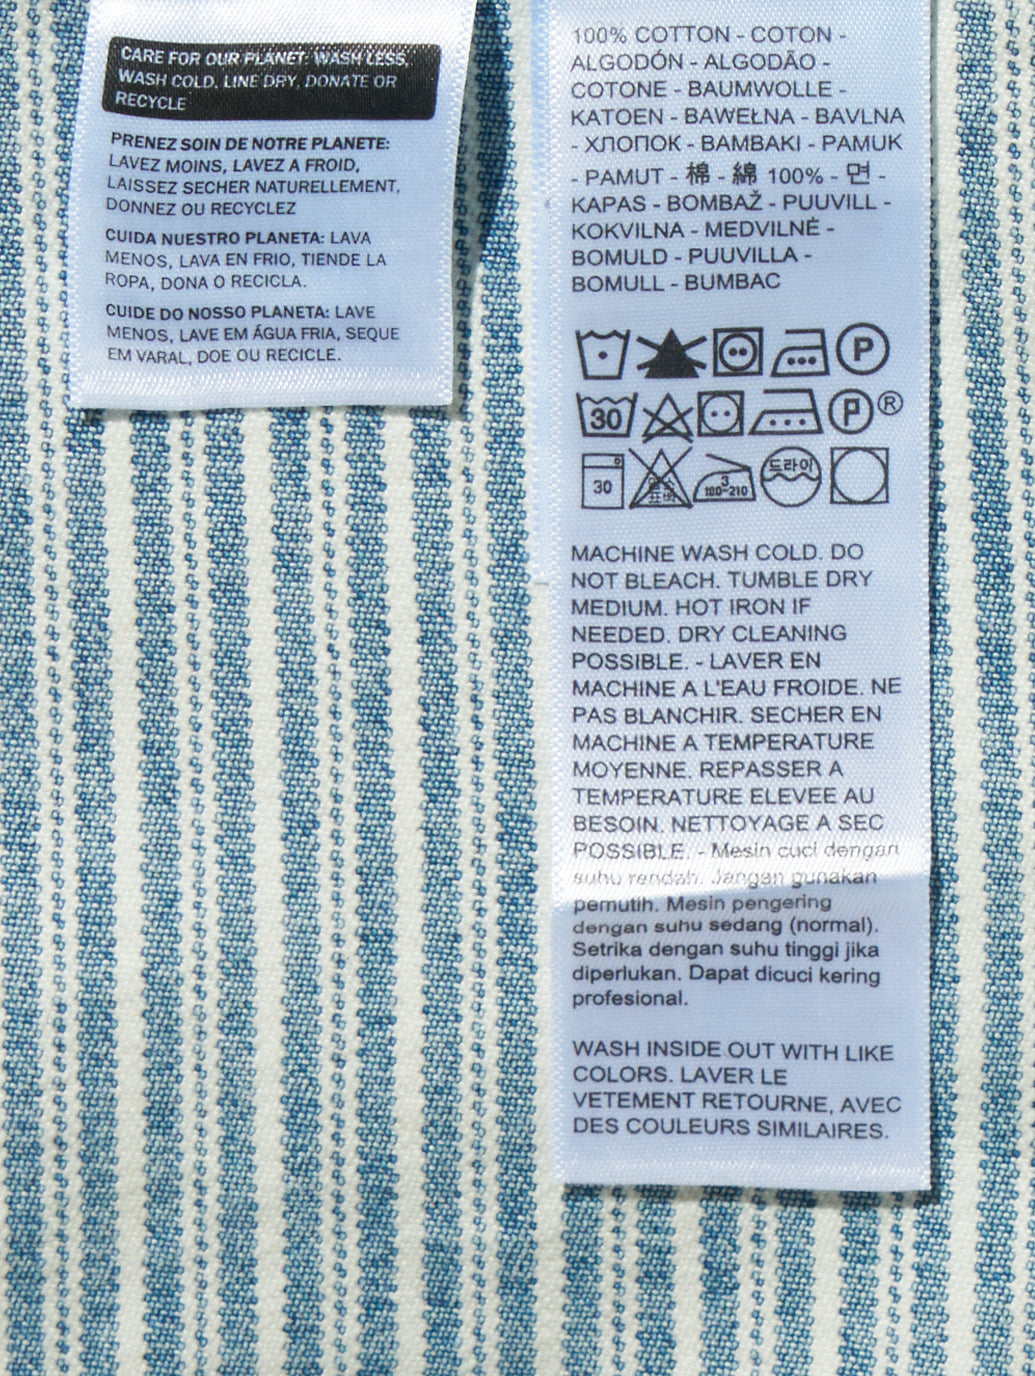 CARE FOR OUR PLANET: WASH LESS,
WASH COLD, LINE DRY, DONATE OR
RECYCLE
PRENEZ SOIN DE NOTRE PLANETE:
LAVEZ MOINS, LAVEZ A FROID,
LAISSEZ SECHER NATURELLEMENT,
DONNEZ OU RECYCLEZ
CUIDA NUESTRO PLANETA: LAVA
MENOS, LAVA EN FRIO, TIENDE LA
ROPA, DONA O RECICLA.
CUIDE DO NOSSO PLANETA: LAVE
MENOS, LAVE EM ÁGUA FRIA, SEQUE
EM VARAL, DOE OU RECICLE.
100% COTTON - COTON -
ALGODÓN - ALGODÃO -
COTONE - BAUMWOLLE -
KATOEN - BAWEŁNA - BAVLNA
- ХЛОПОК - BAMBAKI - PAMUK
- PAMUT - 棉 - 綿 100% - 면 -
KAPAS - BOMBAŽ - PUUVILL -
KOKVILNA - MEDVILNĖ -
BOMULD - PUUVILLA -
BOMULL - BUMBAC
P
30 P ®
30 3 180~210 드라이
MACHINE WASH COLD. DO
NOT BLEACH. TUMBLE DRY
MEDIUM. HOT IRON IF
NEEDED. DRY CLEANING
POSSIBLE. - LAVER EN
MACHINE A L'EAU FROIDE. NE
PAS BLANCHIR. SECHER EN
MACHINE A TEMPERATURE
MOYENNE. REPASSER A
TEMPERATURE ELEVEE AU
BESOIN. NETTOYAGE A SEC
POSSIBLE. - Mesin cuci dengan
suhu rendah. Jangan gunakan
pemutih. Mesin pengering
dengan suhu sedang (normal).
Setrika dengan suhu tinggi jika
diperlukan. Dapat dicuci kering
profesional.
WASH INSIDE OUT WITH LIKE
COLORS. LAVER LE
VETEMENT RETOURNE, AVEC
DES COULEURS SIMILAIRES.